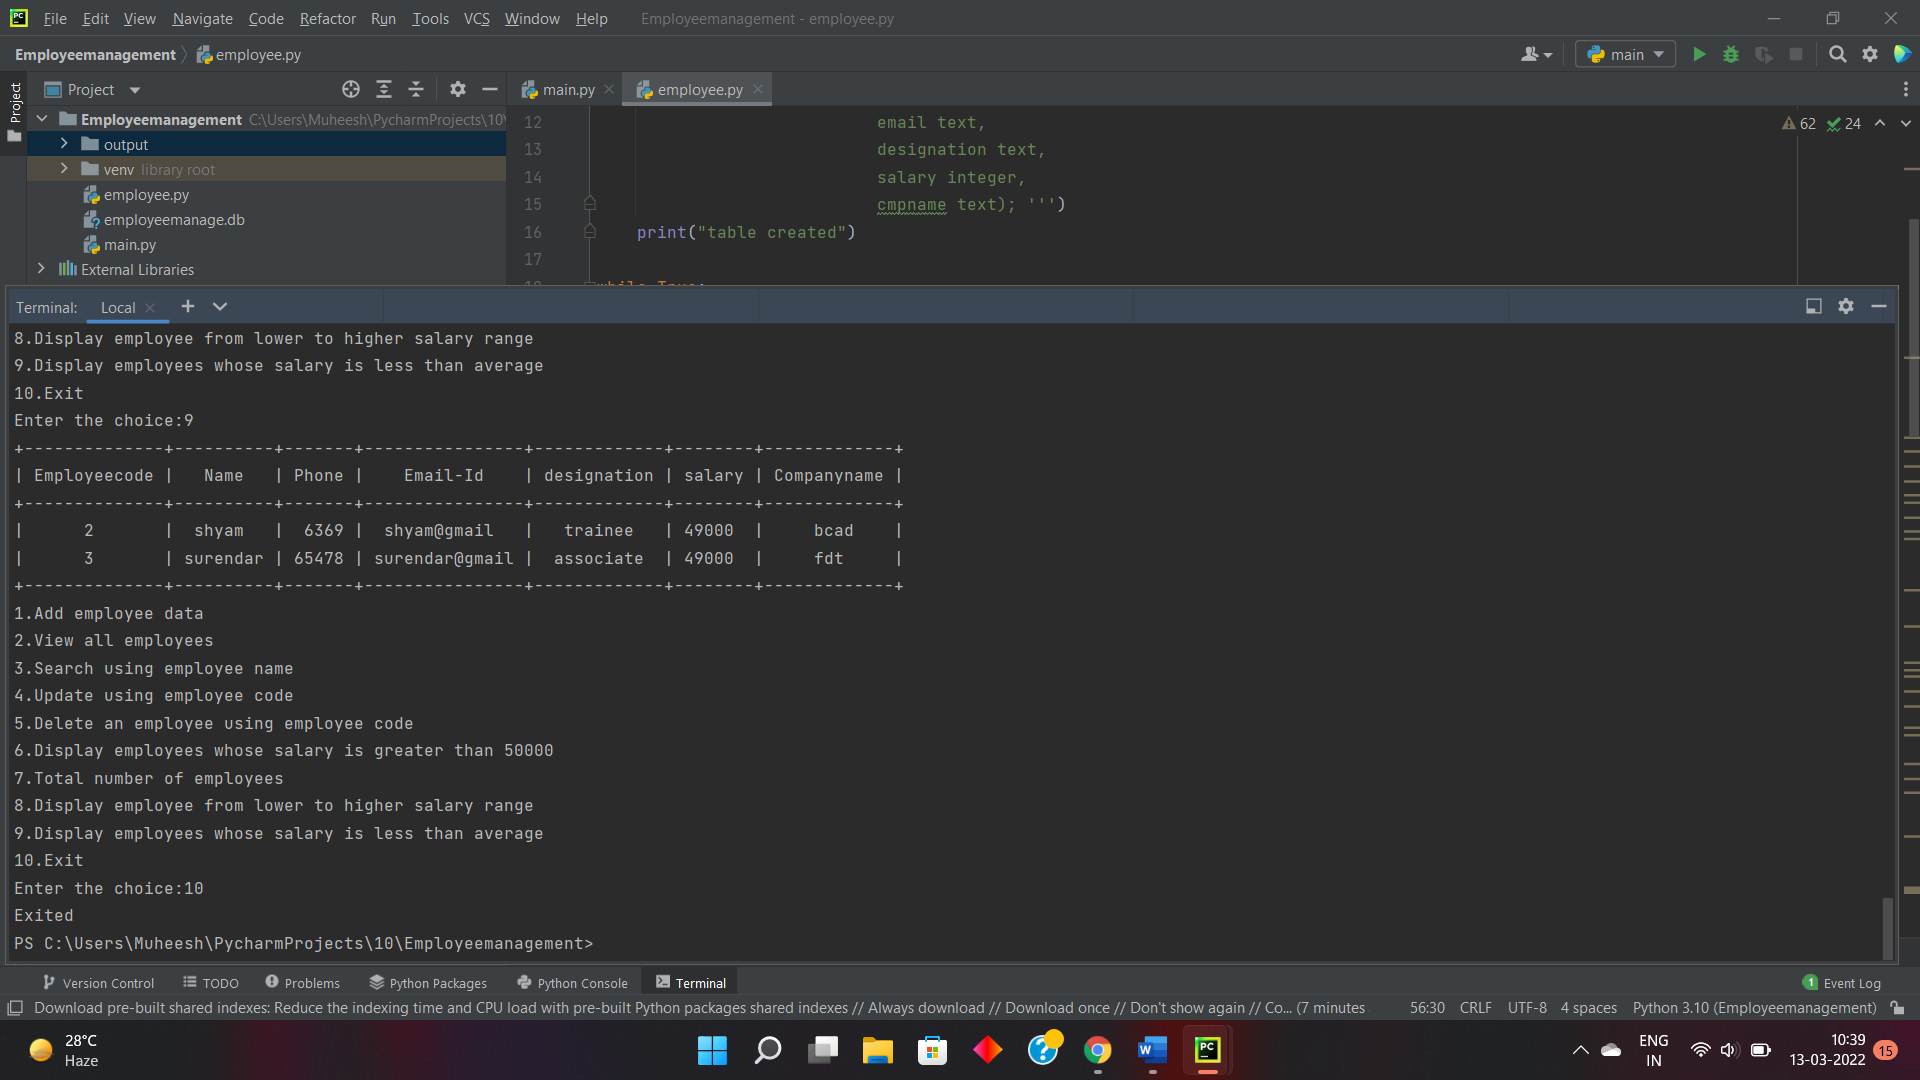 File Edit View Navigate Code Refactor Run Tools VCS Window Help Employeemanagement - employee.py
Employeemanagement employee.py main
Project
Project main.py employee.py
Employeemanagement C:\Users\Muheesh\PycharmProjects\10\
output
venv library root
employee.py
employeemanage.db
main.py
External Libraries
62 24
12 email text,
13 designation text,
14 salary integer,
15 cmpname text); ''')
16 print("table created")
17
18 while True:
Terminal: Local
8.Display employee from lower to higher salary range
9.Display employees whose salary is less than average
10.Exit
Enter the choice:9
+--------------+----------+-------+----------------+-------------+--------+-------------+
| Employeecode | Name | Phone | Email-Id | designation | salary | Companyname |
+--------------+----------+-------+----------------+-------------+--------+-------------+
| 2 | shyam | 6369 | shyam@gmail | trainee | 49000 | bcad |
| 3 | surendar | 65478 | surendar@gmail | associate | 49000 | fdt |
+--------------+----------+-------+----------------+-------------+--------+-------------+
1.Add employee data
2.View all employees
3.Search using employee name
4.Update using employee code
5.Delete an employee using employee code
6.Display employees whose salary is greater than 50000
7.Total number of employees
8.Display employee from lower to higher salary range
9.Display employees whose salary is less than average
10.Exit
Enter the choice:10
Exited
PS C:\Users\Muheesh\PycharmProjects\10\Employeemanagement>
Version Control TODO Problems Python Packages Python Console Terminal 1 Event Log
Download pre-built shared indexes: Reduce the indexing time and CPU load with pre-built Python packages shared indexes // Always download // Download once // Don't show again // Co... (7 minutes 56:30 CRLF UTF-8 4 spaces Python 3.10 (Employeemanagement)
28°C
Haze
ENG
IN
10:39
13-03-2022
15